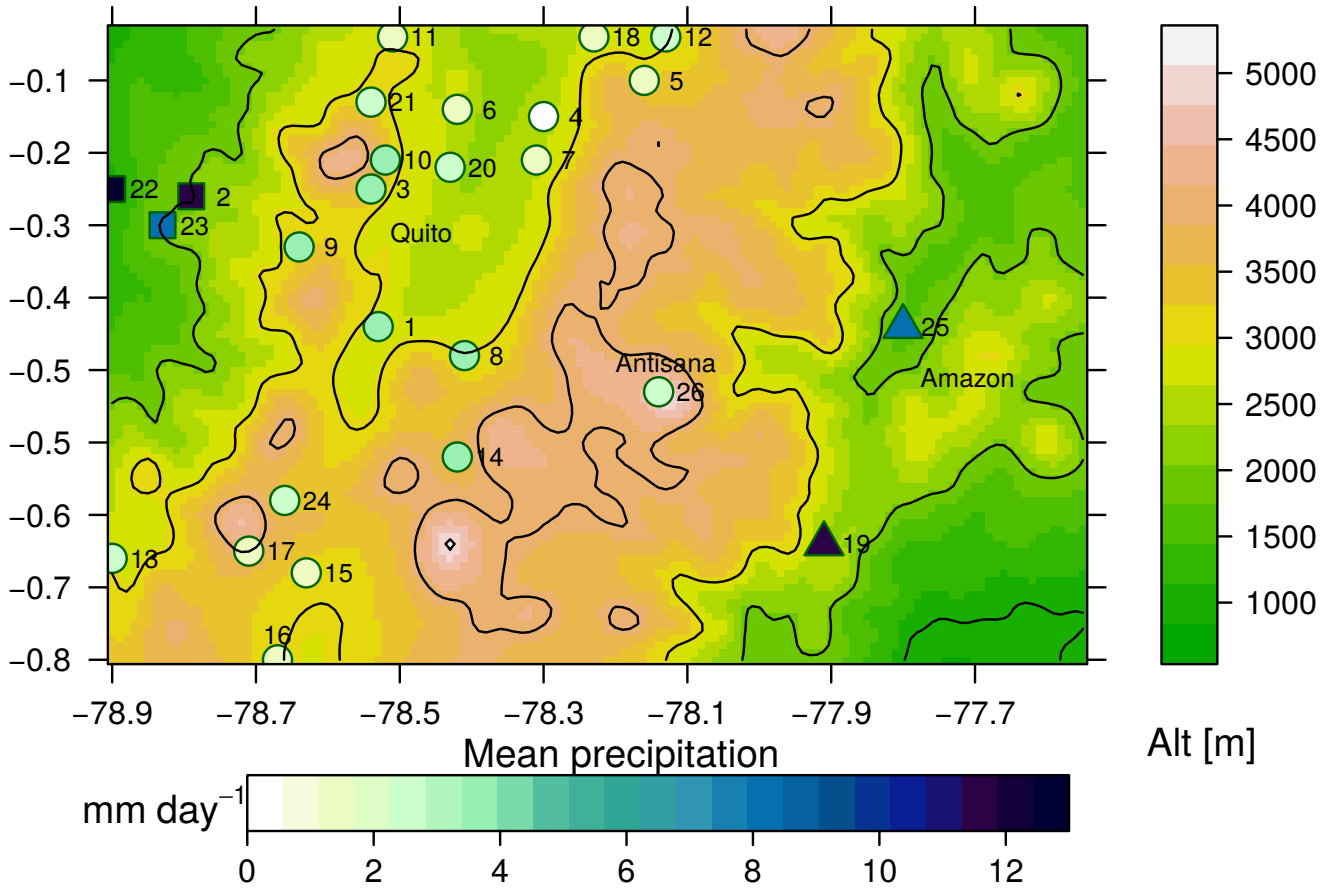 11 18 12
−0.1 5 5000
21 6 4 4500
−0.2 10 20 7
22 2 3 4000
−0.3 23 9 Quito 3500
−0.4 1 25 3000
8 Antisana
−0.5 26 Amazon 2500
−0.5 14 2000
24
−0.6 13 17 19 1500
−0.7 15 1000
16
−0.8
−78.9 −78.7 −78.5 −78.3 −78.1 −77.9 −77.7
Mean precipitation Alt [m]
mm day−1
0 2 4 6 8 10 12